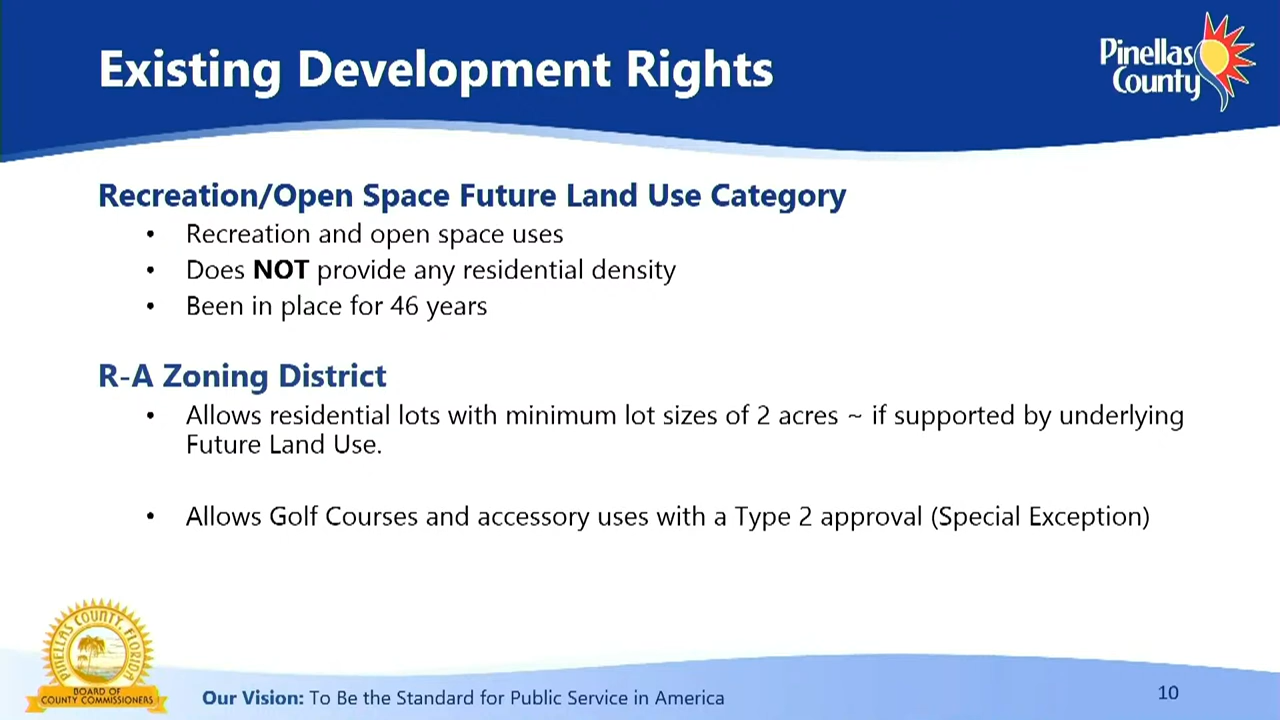 Existing Development Rights
Pinellas
County
Recreation/Open Space Future Land Use Category
• Recreation and open space uses
• Does NOT provide any residential density
• Been in place for 46 years
R-A Zoning District
• Allows residential lots with minimum lot sizes of 2 acres ~ if supported by underlying
Future Land Use.
• Allows Golf Courses and accessory uses with a Type 2 approval (Special Exception)
PINELLAS COUNTY, FLORIDA
BOARD OF
COUNTY COMMISSIONERS
Our Vision: To Be the Standard for Public Service in America
10